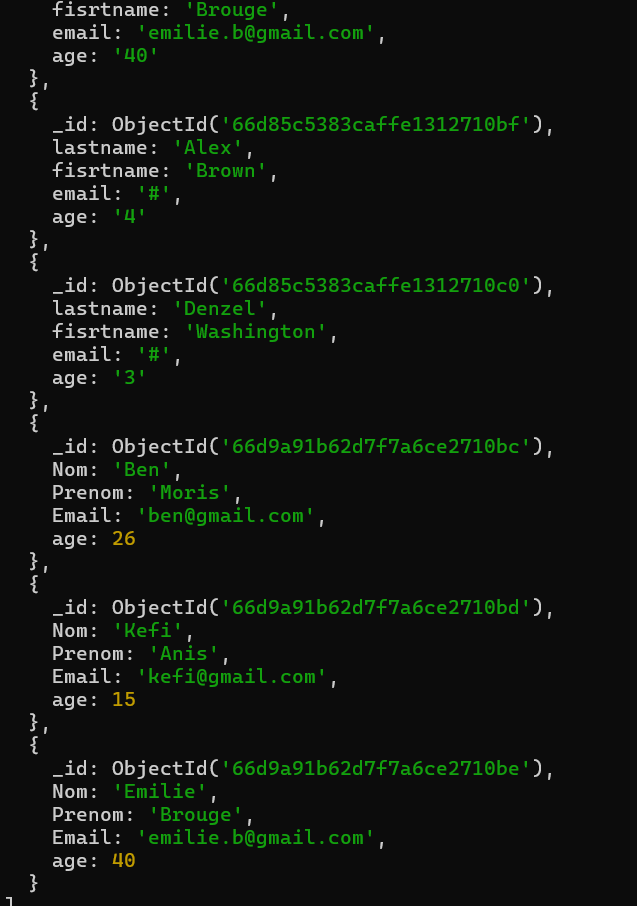 fisrtname: 'Brouge',
email: 'emilie.b@gmail.com',
age: '40'
},
{
_id: ObjectId('66d85c5383caffe1312710bf'),
lastname: 'Alex',
fisrtname: 'Brown',
email: '#',
age: '4'
},
{
_id: ObjectId('66d85c5383caffe1312710c0'),
lastname: 'Denzel',
fisrtname: 'Washington',
email: '#',
age: '3'
},
{
_id: ObjectId('66d9a91b62d7f7a6ce2710bc'),
Nom: 'Ben',
Prenom: 'Moris',
Email: 'ben@gmail.com',
age: 26
},
{
_id: ObjectId('66d9a91b62d7f7a6ce2710bd'),
Nom: 'Kefi',
Prenom: 'Anis',
Email: 'kefi@gmail.com',
age: 15
},
{
_id: ObjectId('66d9a91b62d7f7a6ce2710be'),
Nom: 'Emilie',
Prenom: 'Brouge',
Email: 'emilie.b@gmail.com',
age: 40
}
]